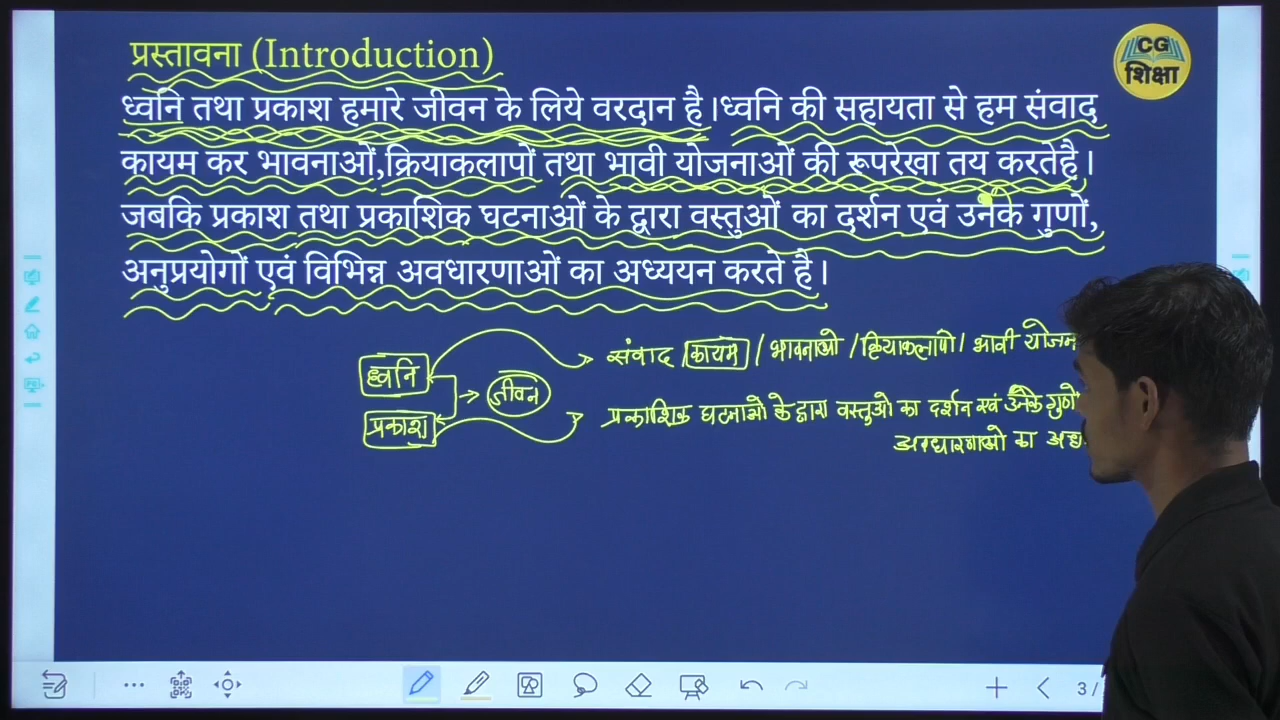 प्रस्तावना (Introduction)
CG
शिक्षा
ध्वनि तथा प्रकाश हमारे जीवन के लिये वरदान है।ध्वनि की सहायता से हम संवाद
कायम कर भावनाओं,क्रियाकलापों तथा भावी योजनाओं की रूपरेखा तय करतेहै।
जबकि प्रकाश तथा प्रकाशिक घटनाओं के द्वारा वस्तुओं का दर्शन एवं उनके गुणों,
अनुप्रयोगों एवं विभिन्न अवधारणाओं का अध्ययन करते है।
संवाद / कायम / भावनाओ / क्रियाकलापो / भावी
ध्वनि
जीवन
प्रकाश
प्रकाशिक घटनाओ के द्वारा वस्तुओ का दर्शन एवं उनके गुणो
अवधारणाओ का
3/